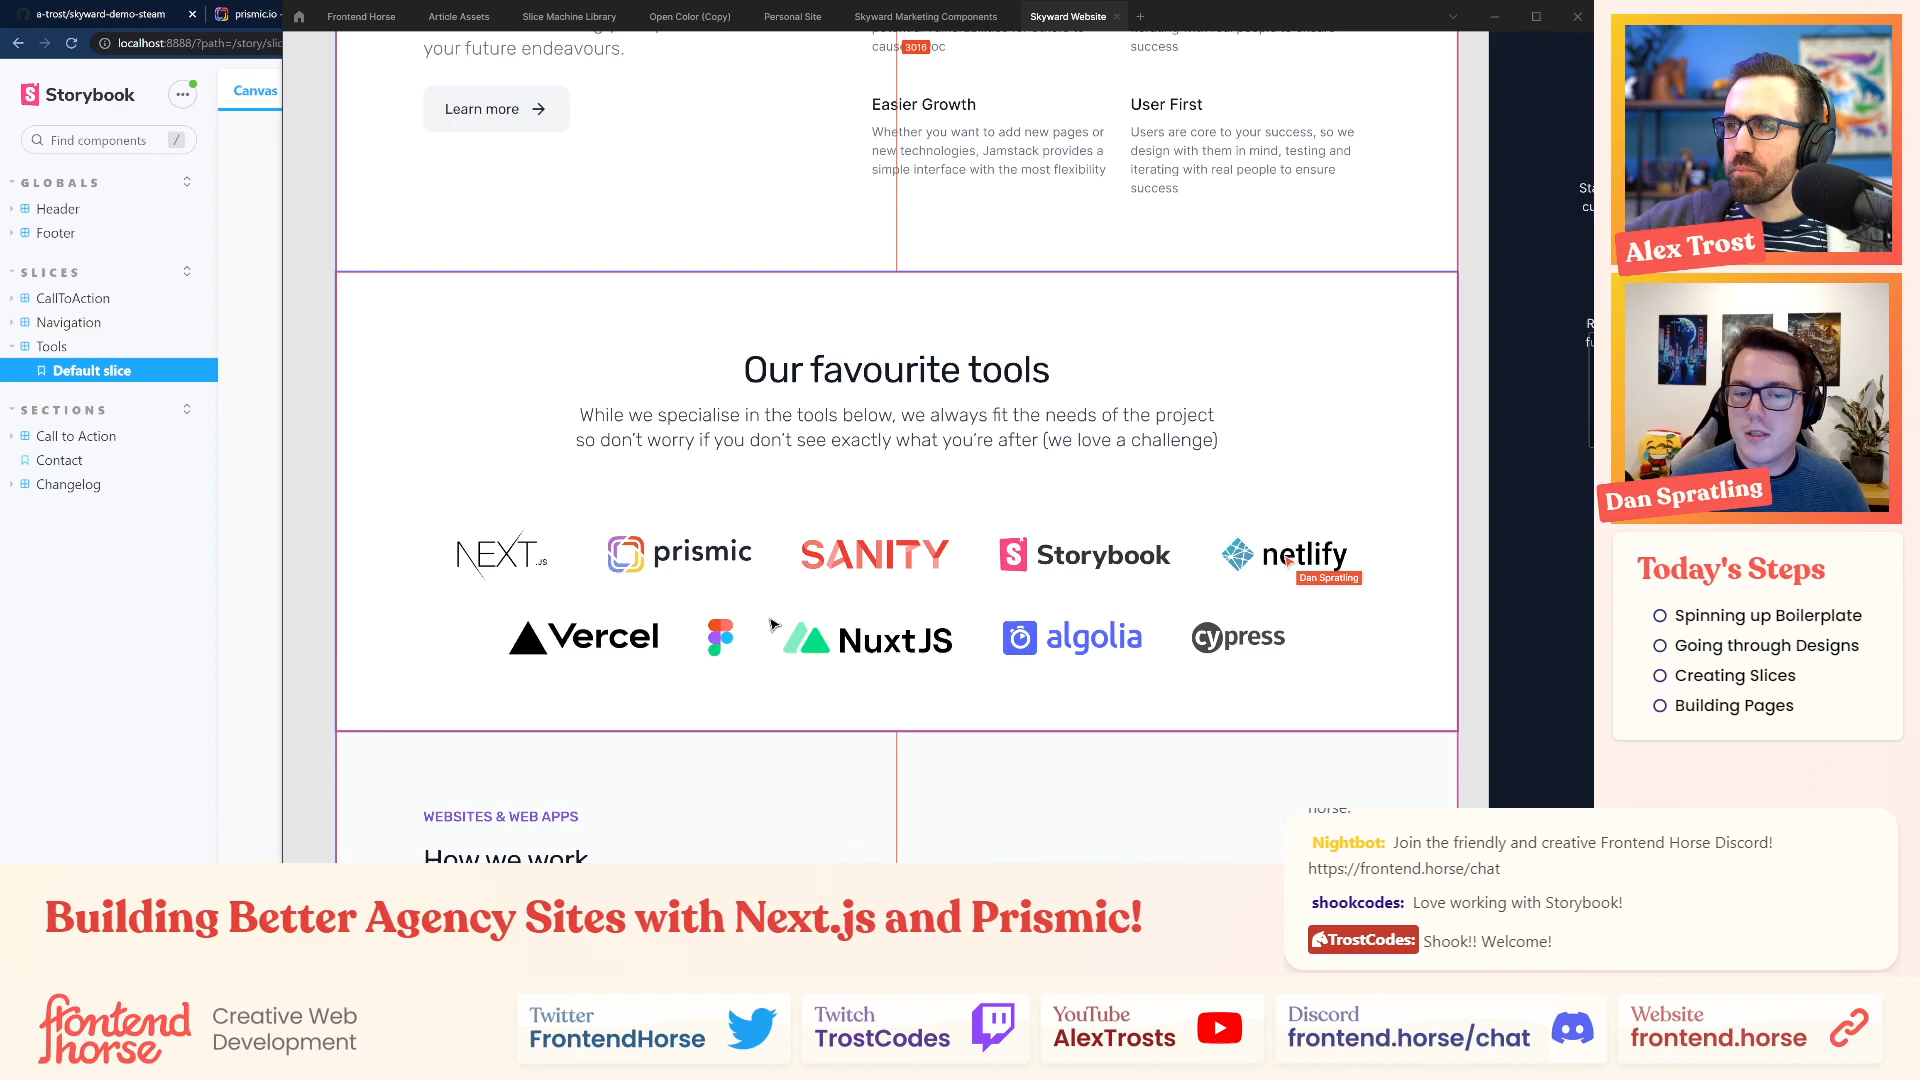 a-trost/skyward-demo-steam
prismic.io -
Frontend Horse
Article Assets
Slice Machine Library
Open Color (Copy)
Personal Site
Skyward Marketing Components
Skyward Website
localhost:8888/?path=/story/slic
Storybook
Canvas
Find components
/
GLOBALS
Header
Footer
SLICES
CallToAction
Navigation
Tools
Default slice
SECTIONS
Call to Action
Contact
Changelog
your future endeavours.
Learn more
3016
success
Easier Growth
Whether you want to add new pages or
new technologies, Jamstack provides a
simple interface with the most flexibility
User First
Users are core to your success, so we
design with them in mind, testing and
iterating with real people to ensure
success
Our favourite tools
While we specialise in the tools below, we always fit the needs of the project
so don't worry if you don't see exactly what you're after (we love a challenge)
NEXT.JS
prismic
SANITY
Storybook
netlify
Dan Spratling
Vercel
NuxtJS
algolia
cypress
WEBSITES & WEB APPS
How we work
Alex Trost
Dan Spratling
Today's Steps
Spinning up Boilerplate
Going through Designs
Creating Slices
Building Pages
horse.
Nightbot: Join the friendly and creative Frontend Horse Discord!
https://frontend.horse/chat
shookcodes: Love working with Storybook!
TrostCodes: Shook!! Welcome!
Building Better Agency Sites with Next.js and Prismic!
frontend
horse
Creative Web
Development
Twitter
FrontendHorse
Twitch
TrostCodes
YouTube
AlexTrosts
Discord
frontend.horse/chat
Website
frontend.horse